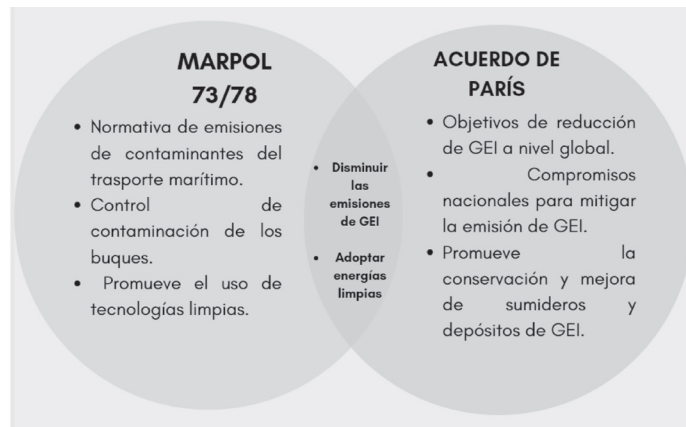 MARPOL
73/78
• Normativa de emisiones
de contaminantes del
trasporte marítimo.
• Control de
contaminación de los
buques.
• Promueve el uso de
tecnologías limpias.
• Disminuir
las
emisiones
de GEI
• Adoptar
energías
limpias
ACUERDO DE
PARÍS
• Objetivos de reducción
de GEI a nivel global.
• Compromisos
nacionales para mitigar
la emisión de GEI.
• Promueve la
conservación y mejora
de sumideros y
depósitos de GEI.